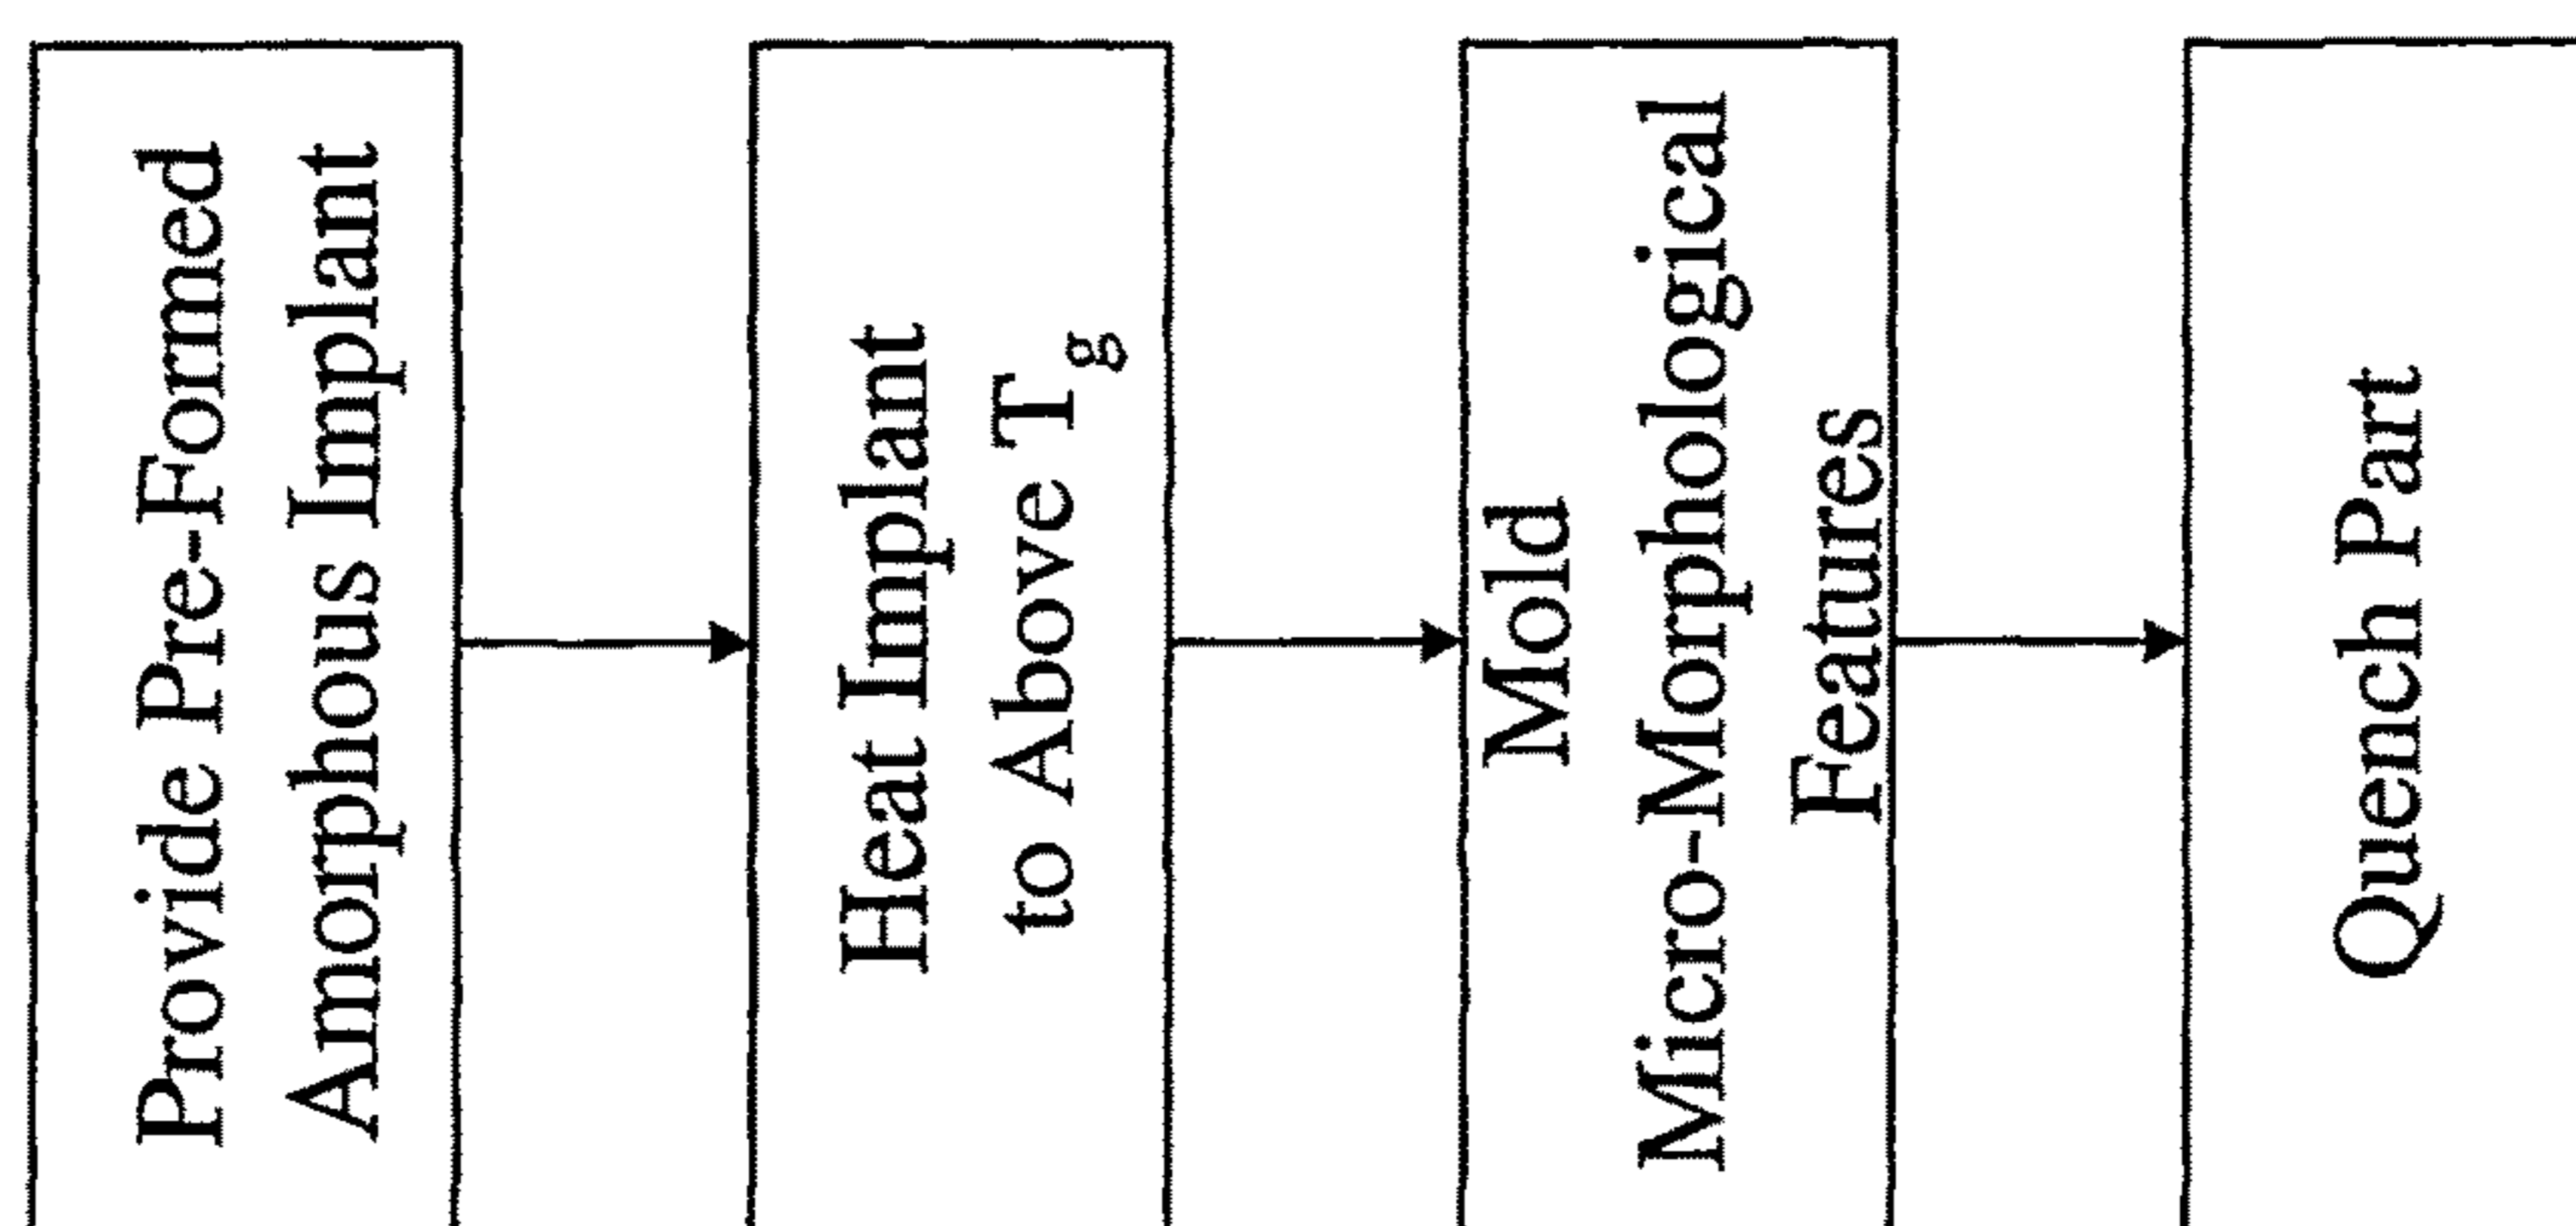 Provide Pre-Formed
Amorphous Implant
Heat Implant
to Above Tg
Mold
Micro-Morphological
Features
Quench Part